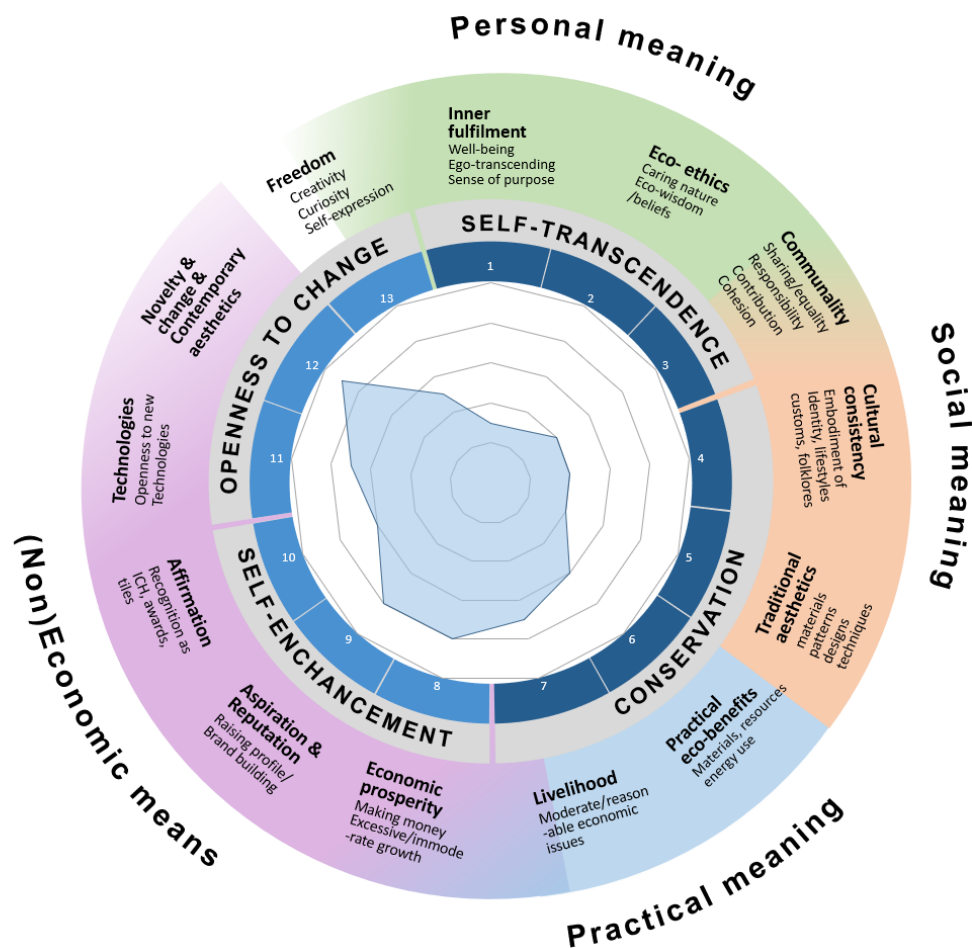 Personal meaning
Inner
fulfilment
Well-being
Ego-transcending
Sense of purpose
Eco- ethics
Caring nature
Eco-wisdom
/beliefs
Communality
Sharing/equality
Responsibility
Contribution
Cohesion
Social meaning
Cultural
consistency
Embodiment of
Identity, lifestyles
customs, folklores
Traditional
aesthetics
materials
patterns
designs
techniques
Practical
eco-benefits
Materials, resources
energy use
Practical meaning
Livelihood
Moderate/reason
-able economic
issues
Economic
prosperity
Making money
Excessive/immode
-rate growth
Aspiration &
Reputation
Raising profile/
Brand building
(Non)Economic means
Affirmation
Recognition as
ICH, awards,
tiles
Technologies
Openness to new
Technologies
Novelty &
change &
Contemporary
aesthetics
Freedom
Creativity
Curiosity
Self-expression
SELF-TRANSCENDENCE
CONSERVATION
SELF-ENCHANCEMENT
OPENNESS TO CHANGE
1
2
3
4
5
6
7
8
9
10
11
12
13